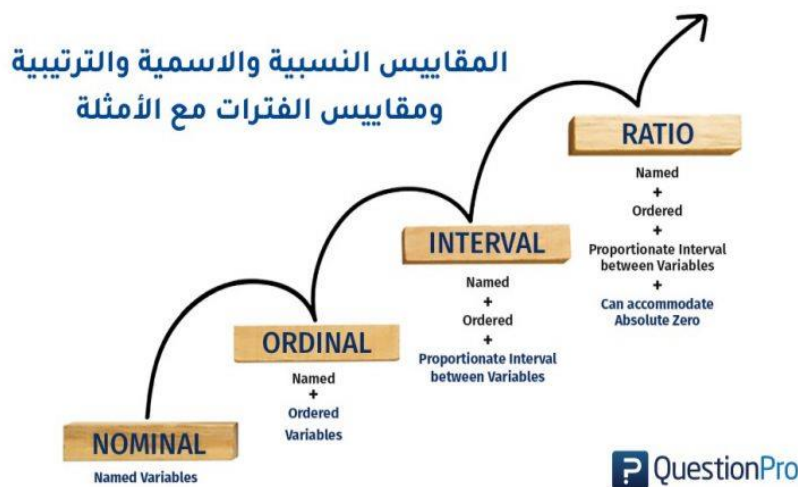 المقاييس النسبية والاسمية والترتيبية
ومقاييس الفترات مع الأمثلة
RATIO
Named
+
Ordered
+
Proportionate Interval
between Variables
+
Can accommodate
Absolute Zero
INTERVAL
Named
+
Ordered
+
Proportionate Interval
between Variables
ORDINAL
Named
+
Ordered
Variables
NOMINAL
Named Variables
QuestionPro